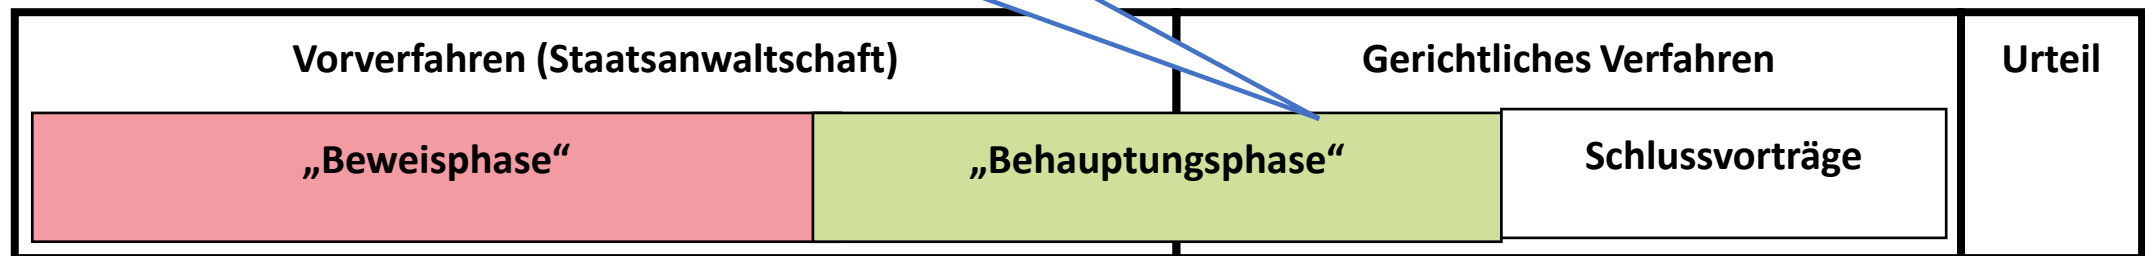 Vorverfahren (Staatsanwaltschaft)
Gerichtliches Verfahren
Urteil
„Beweisphase“
„Behauptungsphase“
Schlussvorträge